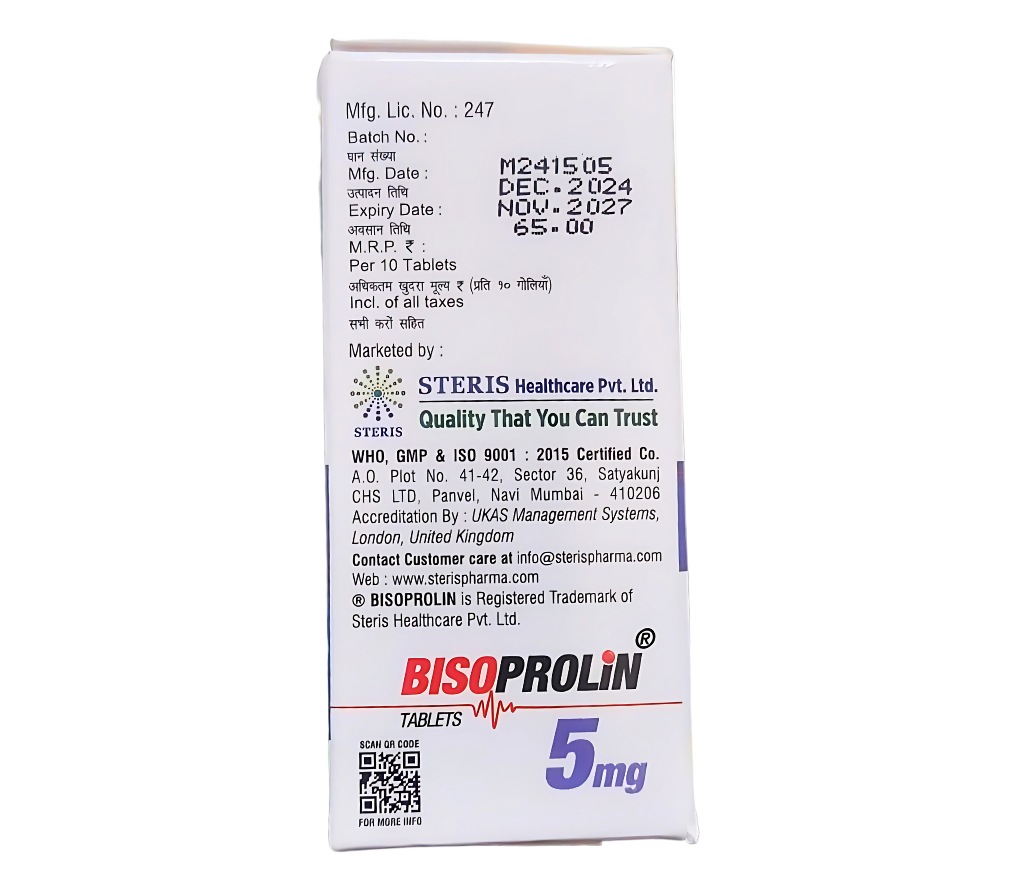 Mfg. Lic. No. : 247
Batch No. :
घान संख्या
Mfg. Date :
उत्पादन तिथि
Expiry Date :
अवसान तिथि
M.R.P. ₹ :
Per 10 Tablets
अधिकतम खुदरा मूल्य ₹ (प्रति १० गोलियाँ)
Incl. of all taxes
सभी करों सहित
M241505
DEC. 2024
NOV. 2027
65.00
Marketed by :
STERIS
STERIS Healthcare Pvt. Ltd.
Quality That You Can Trust
WHO, GMP & ISO 9001 : 2015 Certified Co.
A.O. Plot No. 41-42, Sector 36, Satyakunj
CHS LTD, Panvel, Navi Mumbai - 410206
Accreditation By : UKAS Management Systems,
London, United Kingdom
Contact Customer care at info@sterispharma.com
Web : www.sterispharma.com
® BISOPROLIN is Registered Trademark of
Steris Healthcare Pvt. Ltd.
BISOPROLiN®
TABLETS
5mg
SCAN QR CODE
FOR MORE INFO